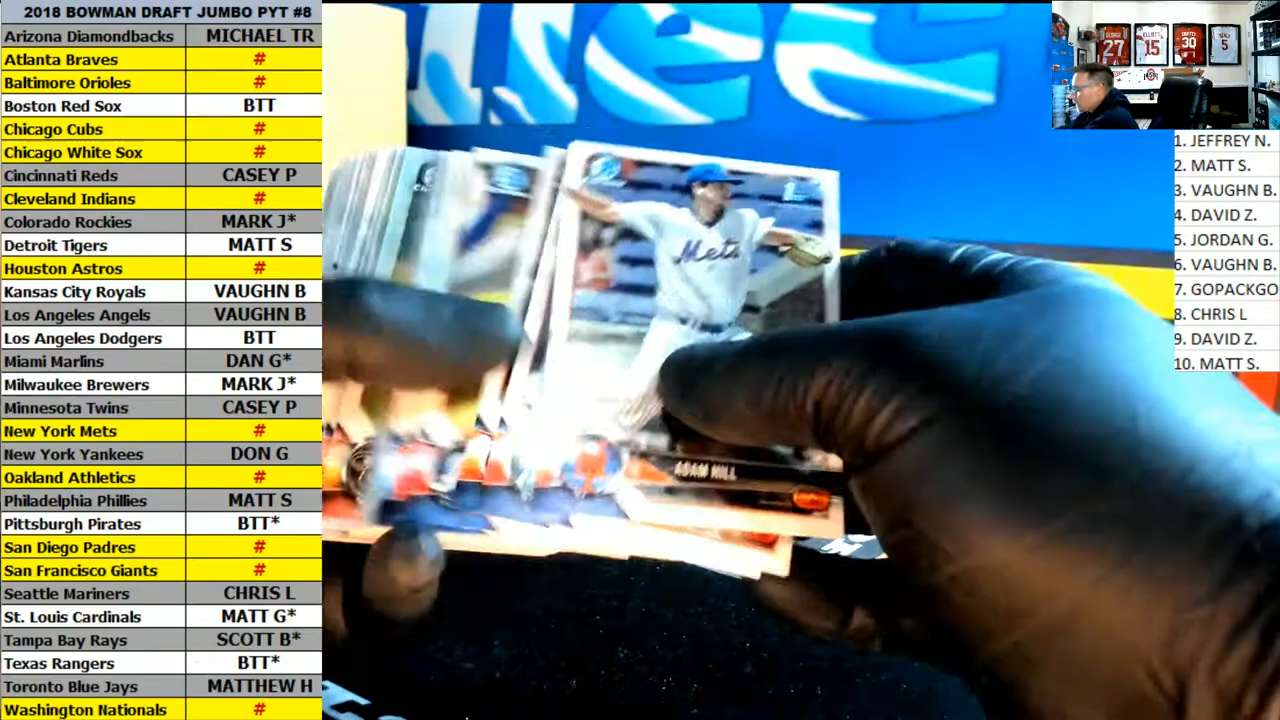 2018 BOWMAN DRAFT JUMBO PYT #8
Arizona Diamondbacks MICHAEL TR
Atlanta Braves #
Baltimore Orioles #
Boston Red Sox BTT
Chicago Cubs #
Chicago White Sox #
Cincinnati Reds CASEY P
Cleveland Indians #
Colorado Rockies MARK J*
Detroit Tigers MATT S
Houston Astros #
Kansas City Royals VAUGHN B
Los Angeles Angels VAUGHN B
Los Angeles Dodgers BTT
Miami Marlins DAN G*
Milwaukee Brewers MARK J*
Minnesota Twins CASEY P
New York Mets #
New York Yankees DON G
Oakland Athletics #
Philadelphia Phillies MATT S
Pittsburgh Pirates BTT*
San Diego Padres #
San Francisco Giants #
Seattle Mariners CHRIS L
St. Louis Cardinals MATT G*
Tampa Bay Rays SCOTT B*
Texas Rangers BTT*
Toronto Blue Jays MATTHEW H
Washington Nationals #
Mets
ADAM HILL
27
15
30
5
1. JEFFREY N.
2. MATT S.
3. VAUGHN B.
4. DAVID Z.
5. JORDAN G.
6. VAUGHN B.
7. GOPACKGO
8. CHRIS L
9. DAVID Z.
10. MATT S.